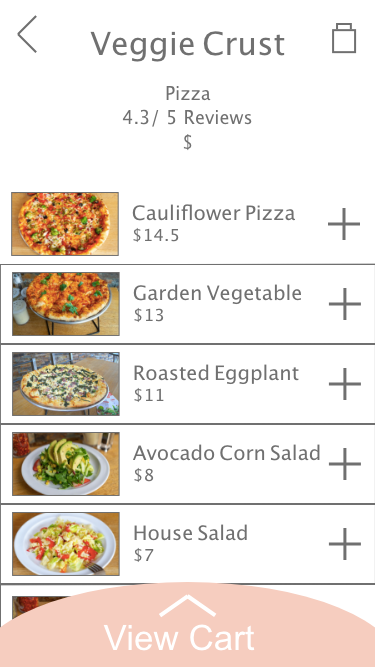 Veggie Crust
Pizza
4.3/ 5 Reviews
$
Cauliflower Pizza
$14.5
Garden Vegetable
$13
Roasted Eggplant
$11
Avocado Corn Salad
$8
House Salad
$7
View Cart